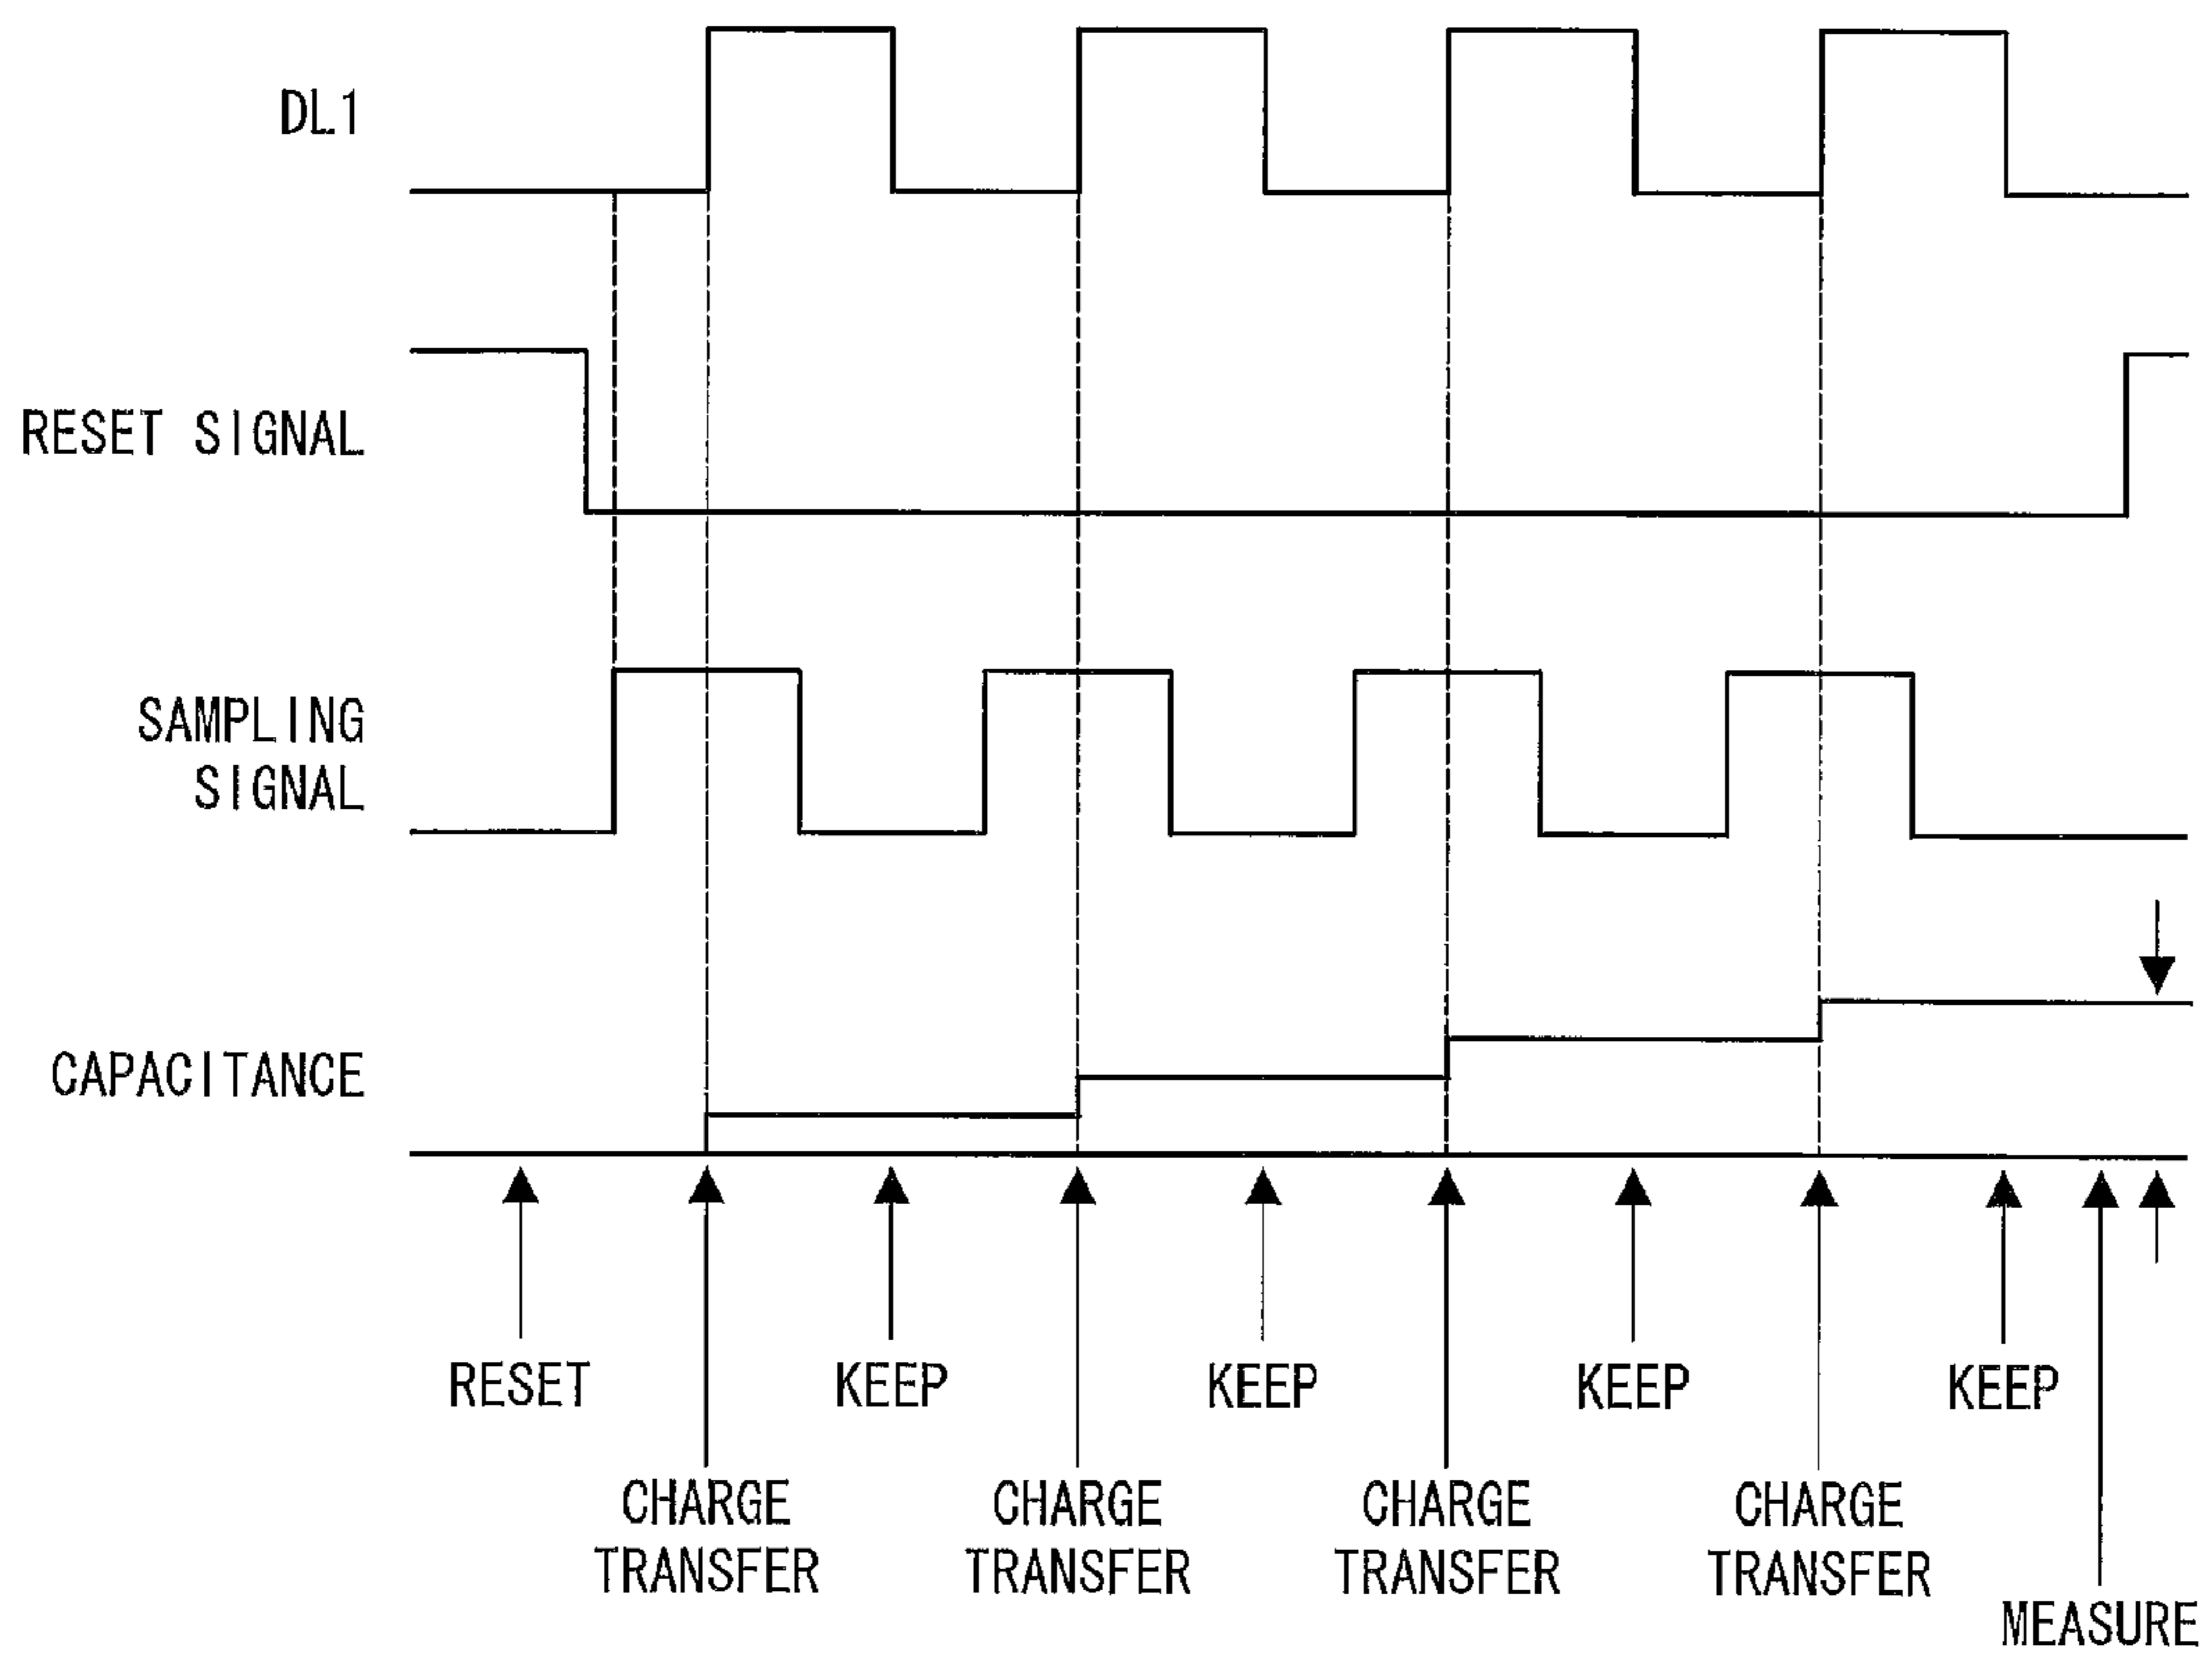 DL1
RESET SIGNAL
SAMPLING
SIGNAL
CAPACITANCE
RESET
KEEP
KEEP
KEEP
KEEP
CHARGE
TRANSFER
CHARGE
TRANSFER
CHARGE
TRANSFER
CHARGE
TRANSFER
MEASURE